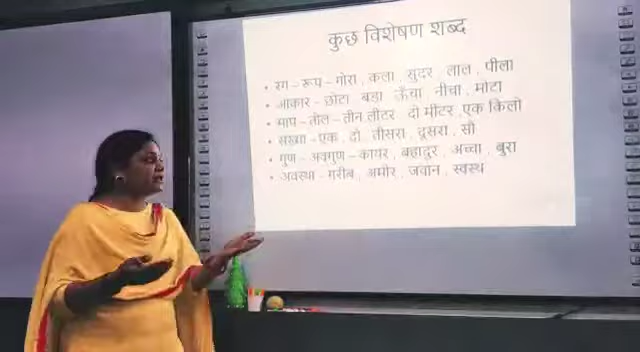 कुछ विशेषण शब्द
• रंग – रूप – गोरा , कला , सुंदर , लाल , पीला
• आकार – छोटा , बड़ा , ऊँचा , नीचा , मोटा
• माप – तोल – तीन लीटर , दो मीटर , एक किलो
• संख्या – एक , दो , तीसरा , दूसरा , सौ
• गुण – अवगुण – कायर , बहादुर , अच्चा , बुरा
• अवस्था – गरीब , अमीर , जवान , स्वस्थ